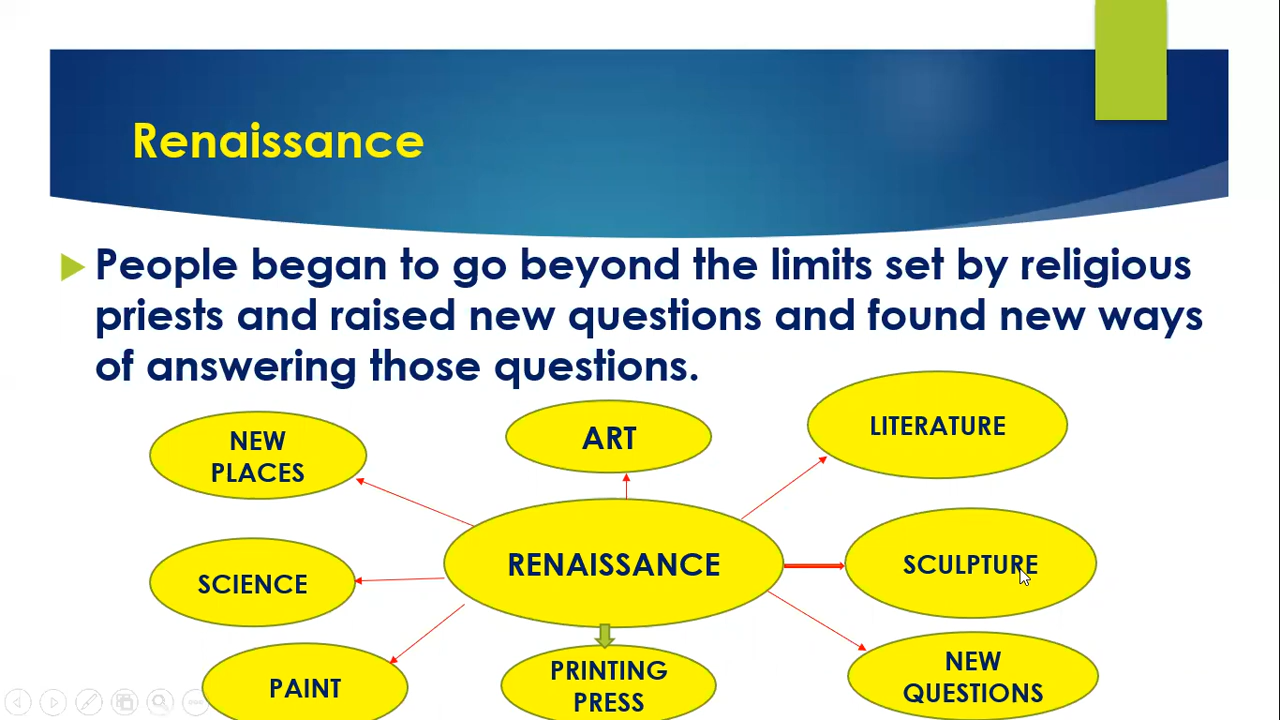 Renaissance
People began to go beyond the limits set by religious
priests and raised new questions and found new ways
of answering those questions.
NEW
PLACES
ART
LITERATURE
SCIENCE
RENAISSANCE
SCULPTURE
PAINT
PRINTING
PRESS
NEW
QUESTIONS